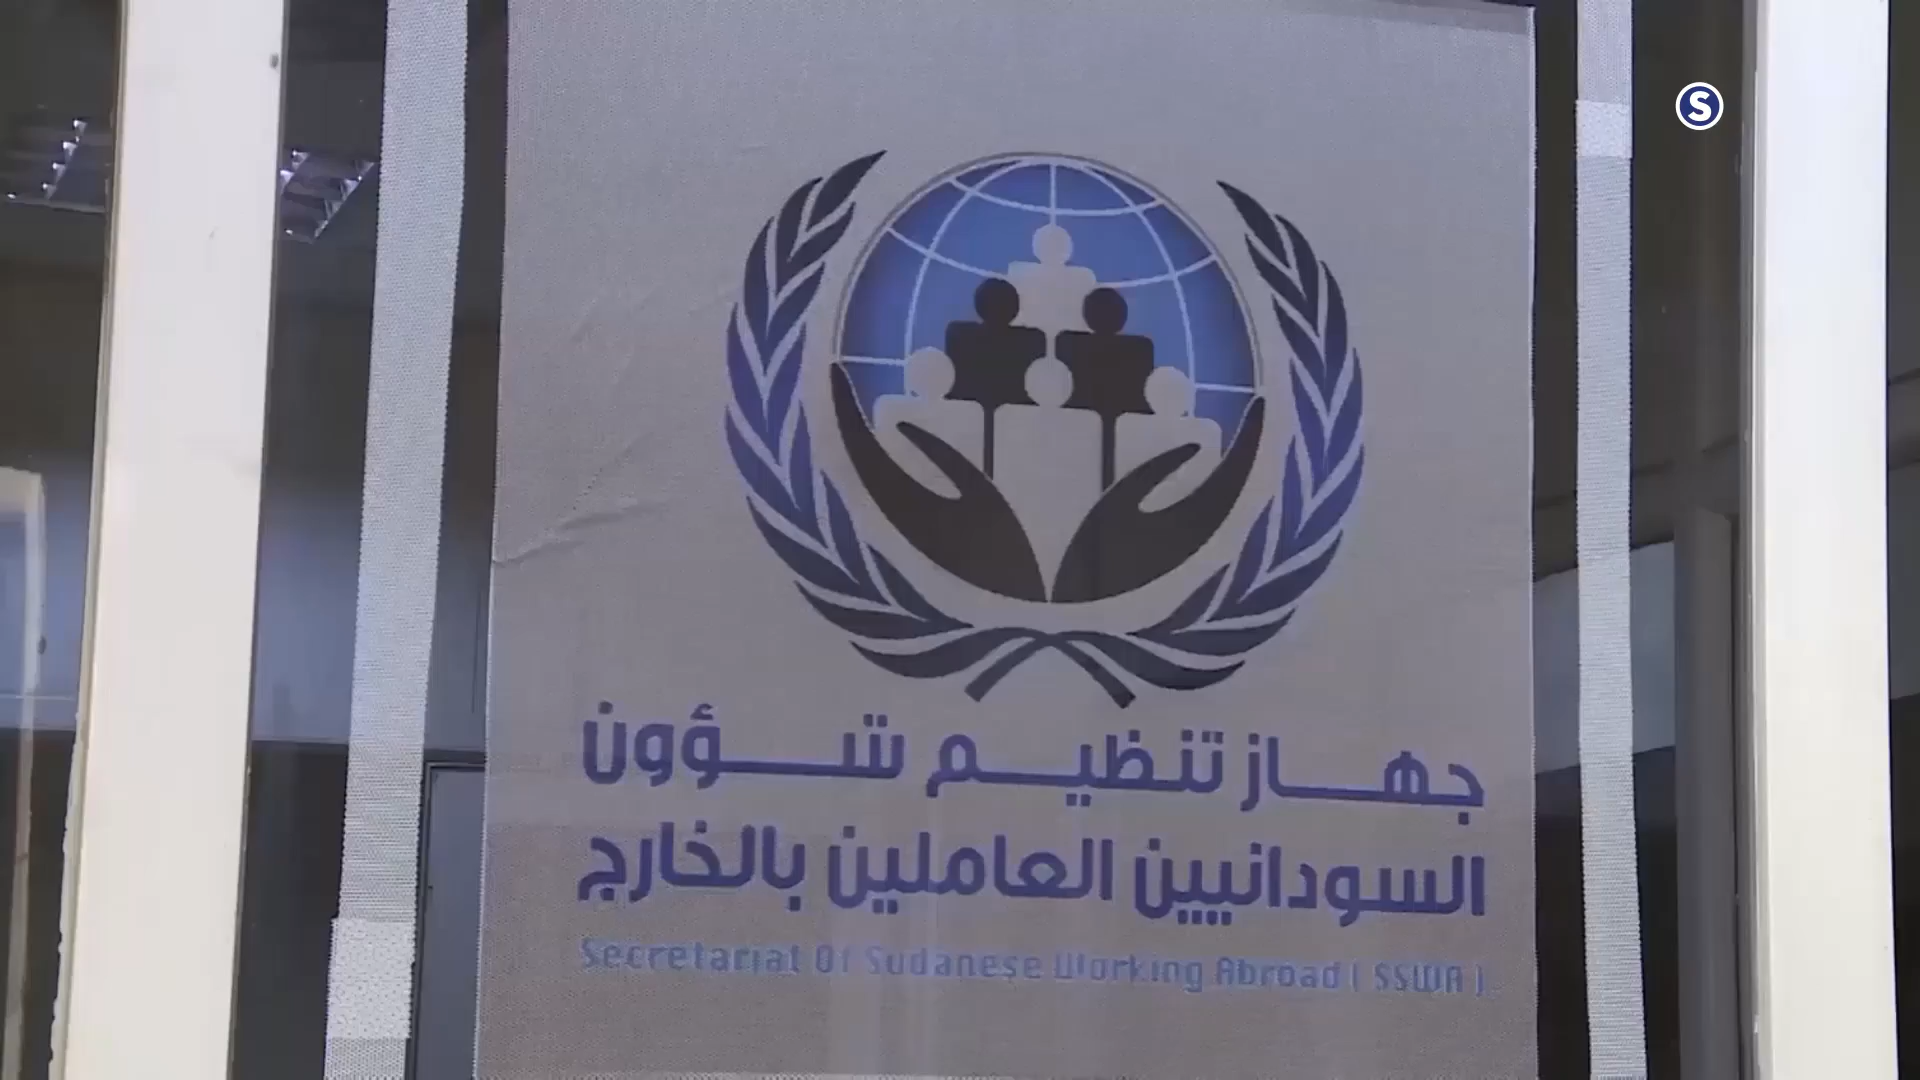 S
جهاز تنظيم شؤون
السودانيين العاملين بالخارج
Secretariat Of Sudanese Working Abroad ( SSWA )